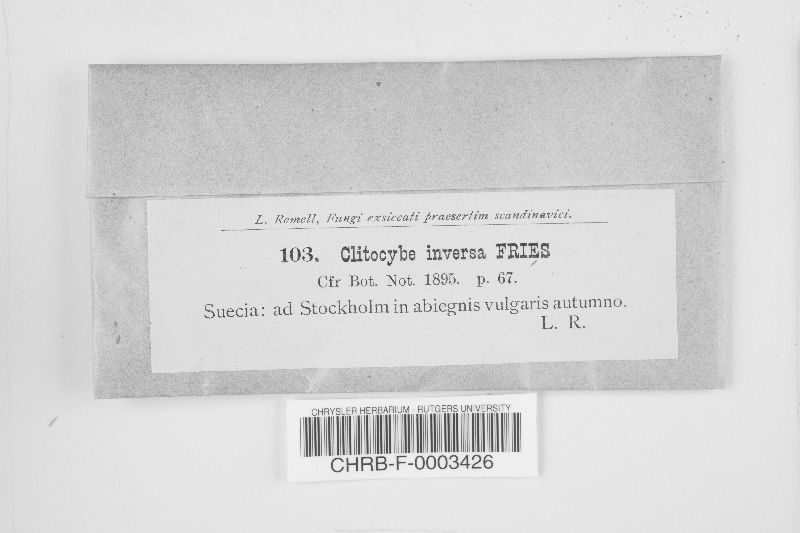 L. Romell, Fungi exsiccati praesertim scandinavici.
103. Clitocybe inversa FRIES
Cfr Bot. Not. 1895. p. 67.
Suecia: ad Stockholm in abiegnis vulgaris autumno.
L. R.
CHRYSLER HERBARIUM - RUTGERS UNIVERSITY
CHRB-F-0003426